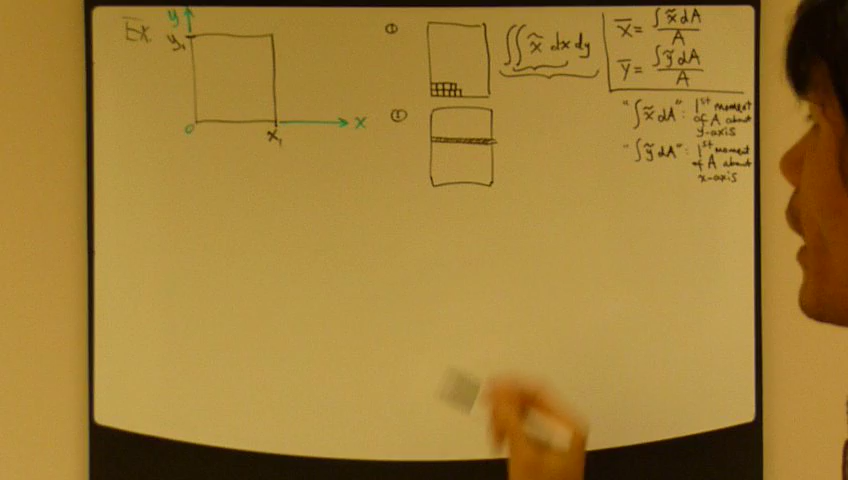 Ex.
y
y₁
0
x₁
x
①
∬ x̃ dx dy
②
x̄ = ∫x̃ dA / A
ȳ = ∫ỹ dA / A
"∫x̃ dA": 1st moment
of A about
y-axis
"∫ỹ dA": 1st moment
of A about
x-axis